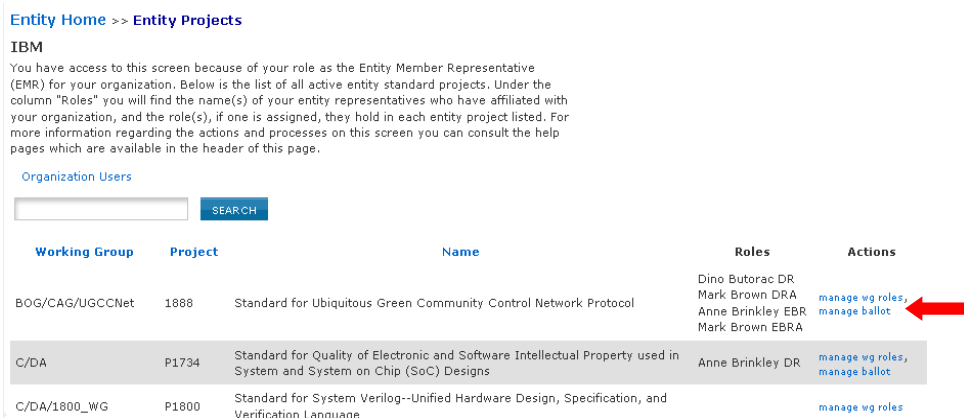 Entity Home >> Entity Projects
IBM
You have access to this screen because of your role as the Entity Member Representative
(EMR) for your organization. Below is the list of all active entity standard projects. Under the
column "Roles" you will find the name(s) of your entity representatives who have affiliated with
your organization, and the role(s), if one is assigned, they hold in each entity project listed. For
more information regarding the actions and processes on this screen you can consult the help
pages which are available in the header of this page.
Organization Users
SEARCH
Working Group Project Name Roles Actions
BOG/CAG/UGCCNet 1888 Standard for Ubiquitous Green Community Control Network Protocol
Dino Butorac DR
Mark Brown DRA
Anne Brinkley EBR
Mark Brown EBRA
manage wg roles,
manage ballot
C/DA P1734 Standard for Quality of Electronic and Software Intellectual Property used in
System and System on Chip (SoC) Designs
Anne Brinkley DR
manage wg roles,
manage ballot
C/DA/1800_WG P1800 Standard for System Verilog--Unified Hardware Design, Specification, and
Verification Language
manage wg roles